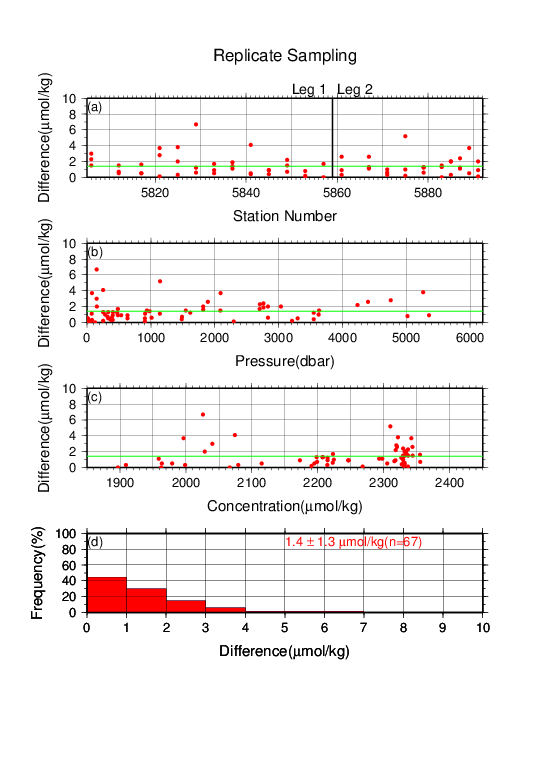 Replicate Sampling
Leg 1 Leg 2
(a)
Difference(μmol/kg)
10
8
6
4
2
0
5820 5840 5860 5880
Station Number
(b)
Difference(μmol/kg)
10
8
6
4
2
0
0 1000 2000 3000 4000 5000 6000
Pressure(dbar)
(c)
Difference(μmol/kg)
10
8
6
4
2
0
1900 2000 2100 2200 2300 2400
Concentration(μmol/kg)
(d)
1.4 ± 1.3 μmol/kg(n=67)
Frequency(%)
100
80
60
40
20
0
0 1 2 3 4 5 6 7 8 9 10
Difference(μmol/kg)